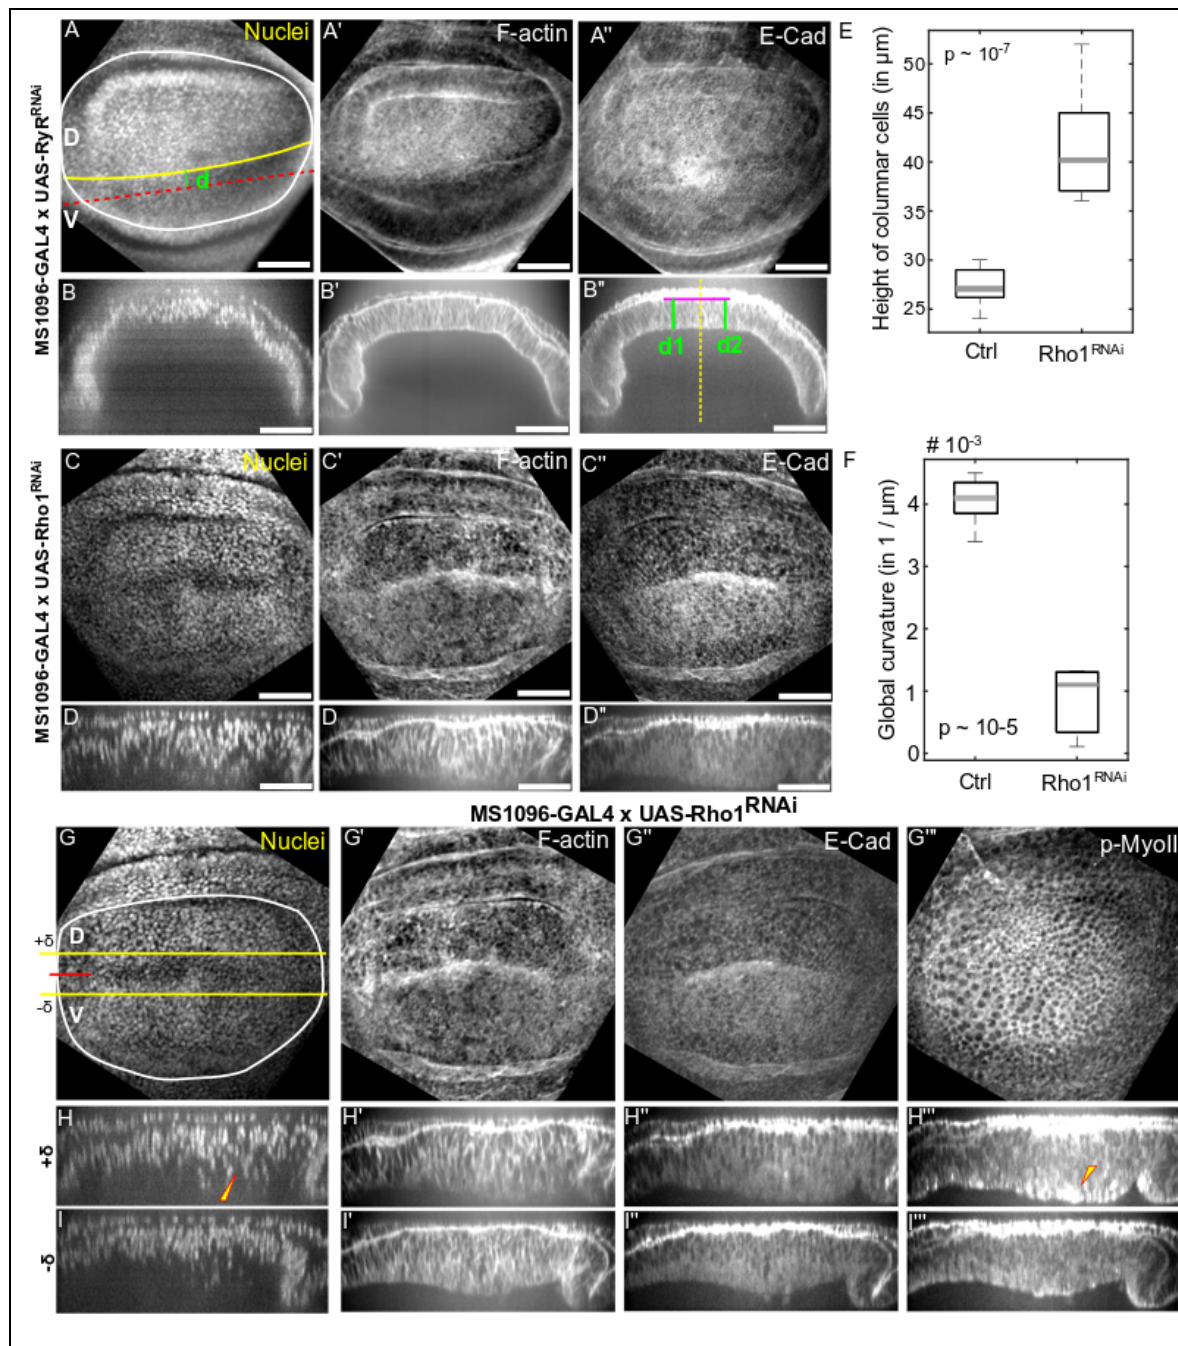 A Nuclei
A' F-actin
A'' E-Cad
D
d
V
MS1096-GAL4 x UAS-RyR^RNAi
B
B'
B''
d1 d2
E
p ~ 10^-7
Height of columnar cells (in µm)
50
45
40
35
30
25
Ctrl Rho1^RNAi
C Nuclei
C' F-actin
C'' E-Cad
MS1096-GAL4 x UAS-Rho1^RNAi
D
D
D''
F
# 10^-3
Global curvature (in 1 / µm)
4
3
2
1
0
p ~ 10-5
Ctrl Rho1^RNAi
MS1096-GAL4 x UAS-Rho1^RNAi
G Nuclei
G' F-actin
G'' E-Cad
G''' p-MyoII
D
+δ
-δ
V
+δ
H
H'
H''
H'''
-δ
I
I'
I''
I'''